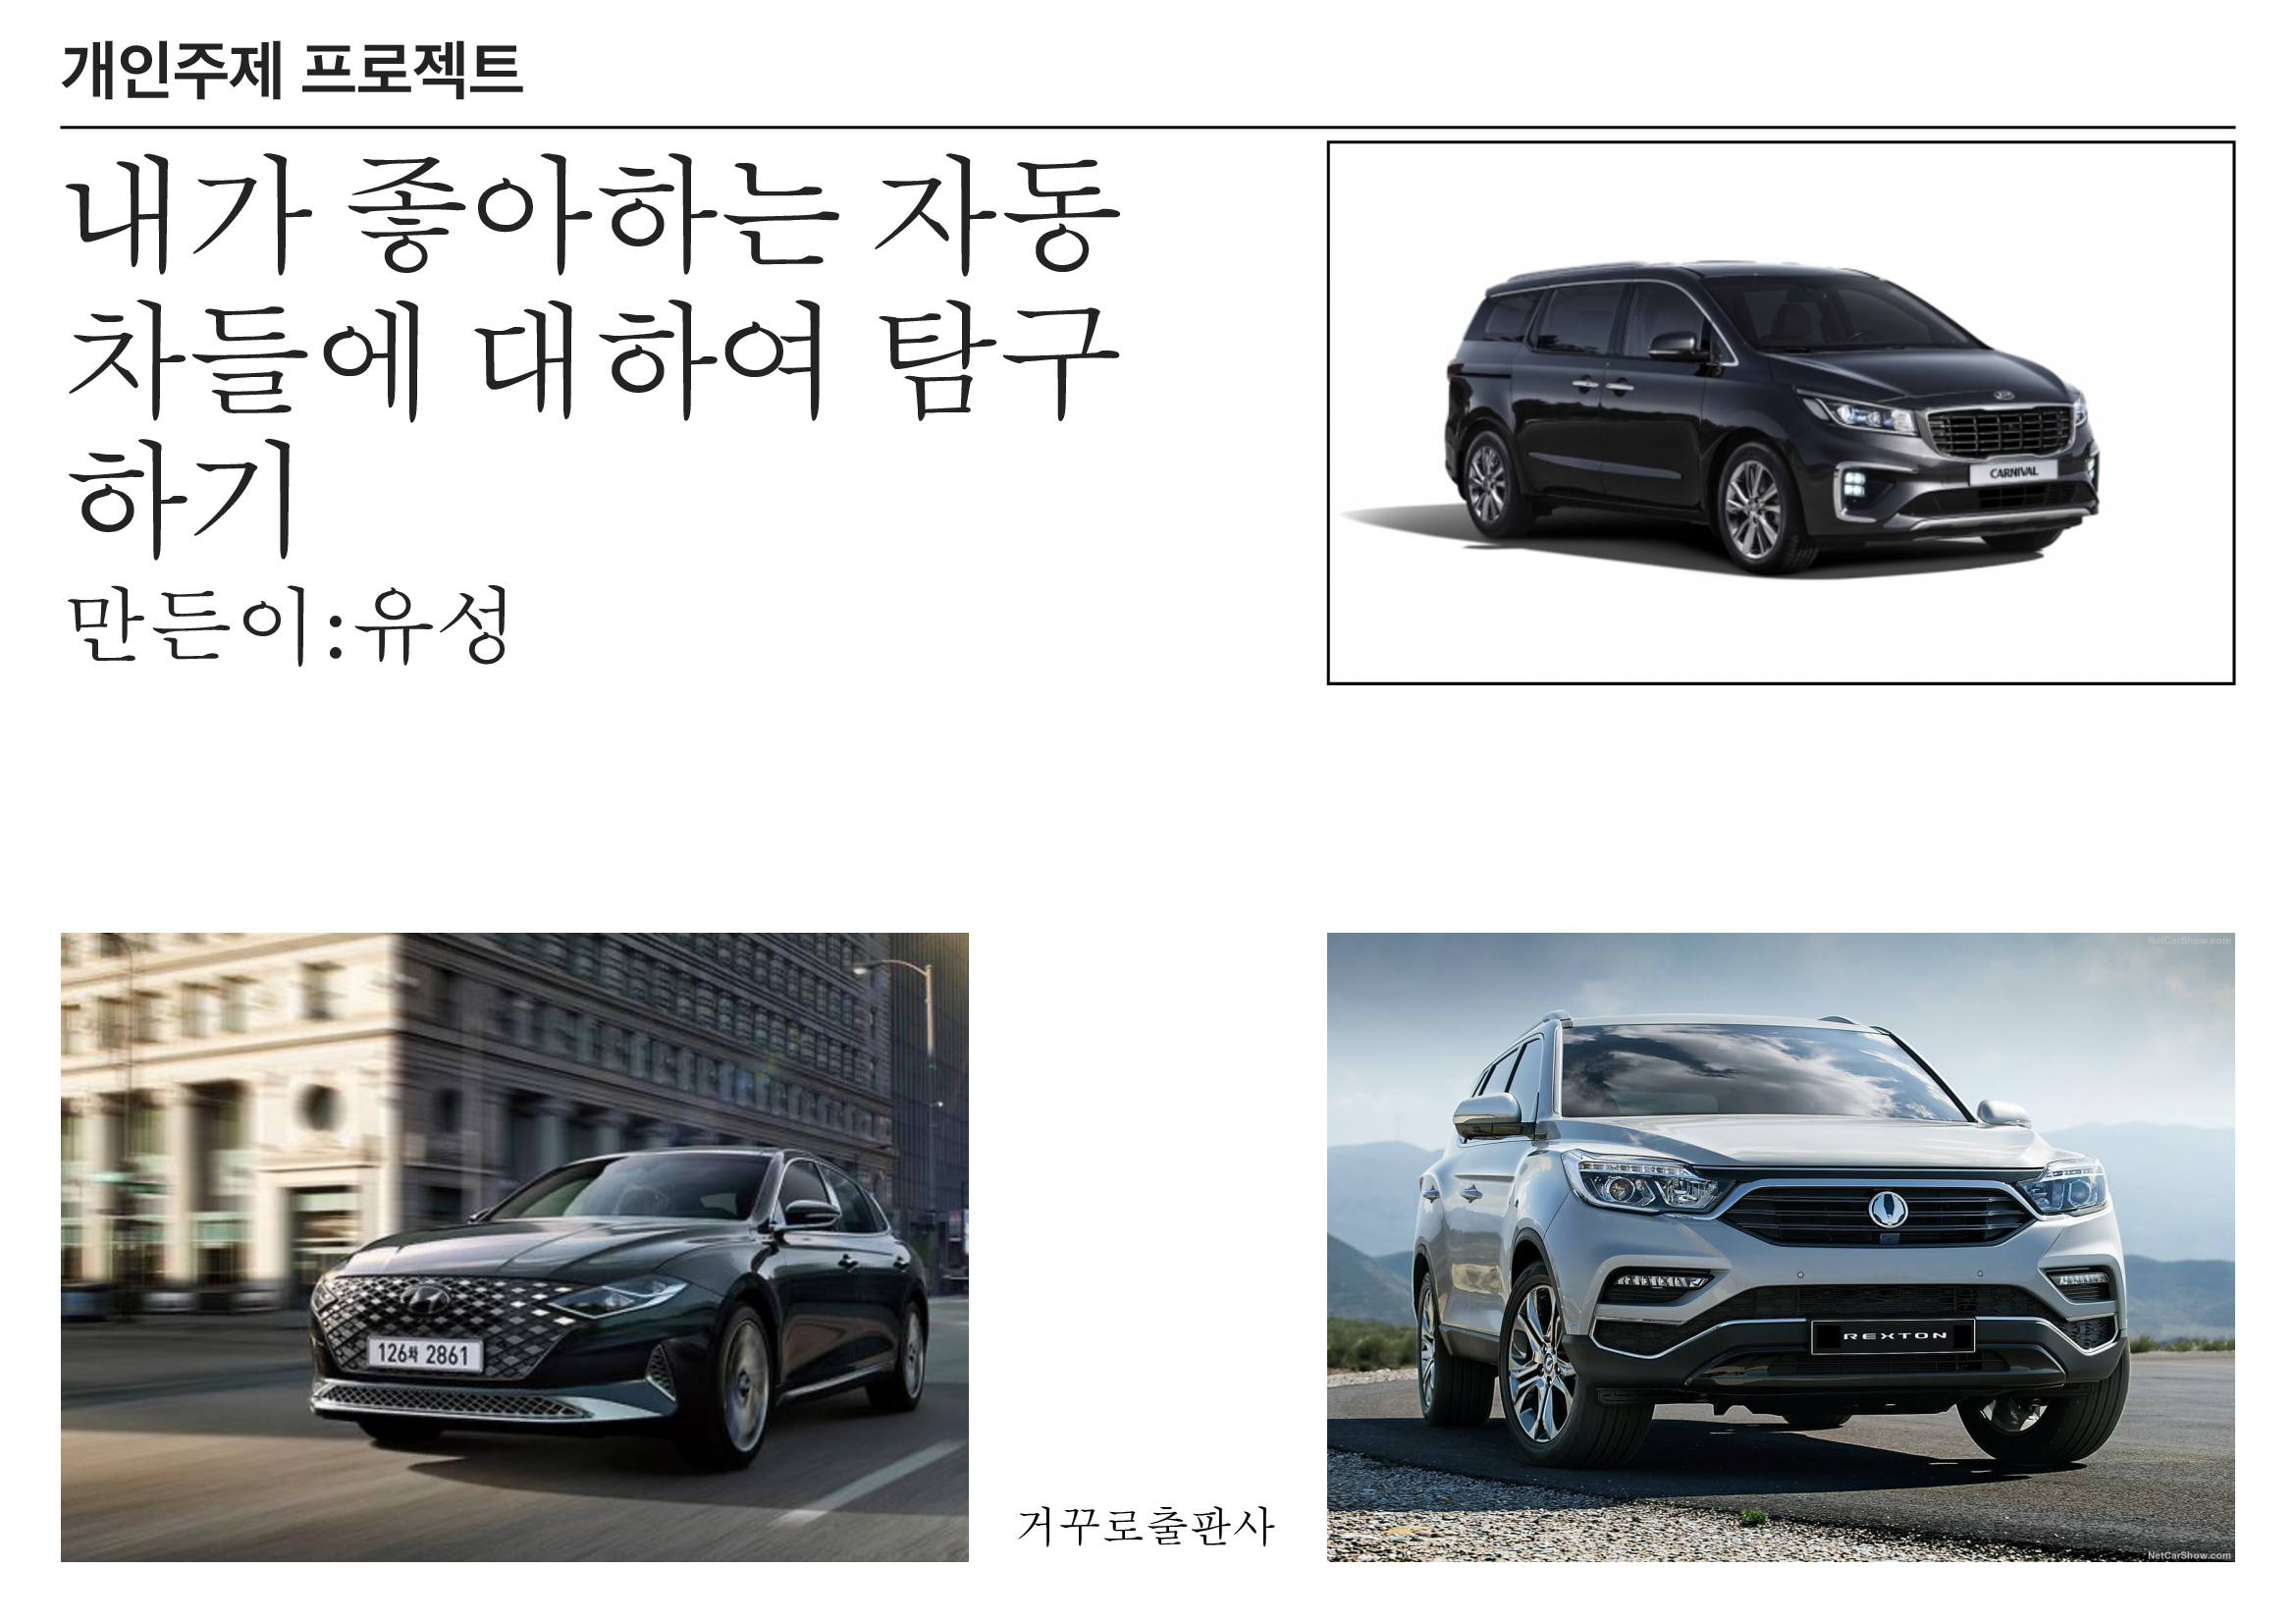 개인주제 프로젝트
내가 좋아하는 자동
차들에 대하여 탐구
하기
만든이:유성
CARNIVAL
NetCarShow.com
126차 2861
REXTON
거꾸로출판사
NetCarShow.com